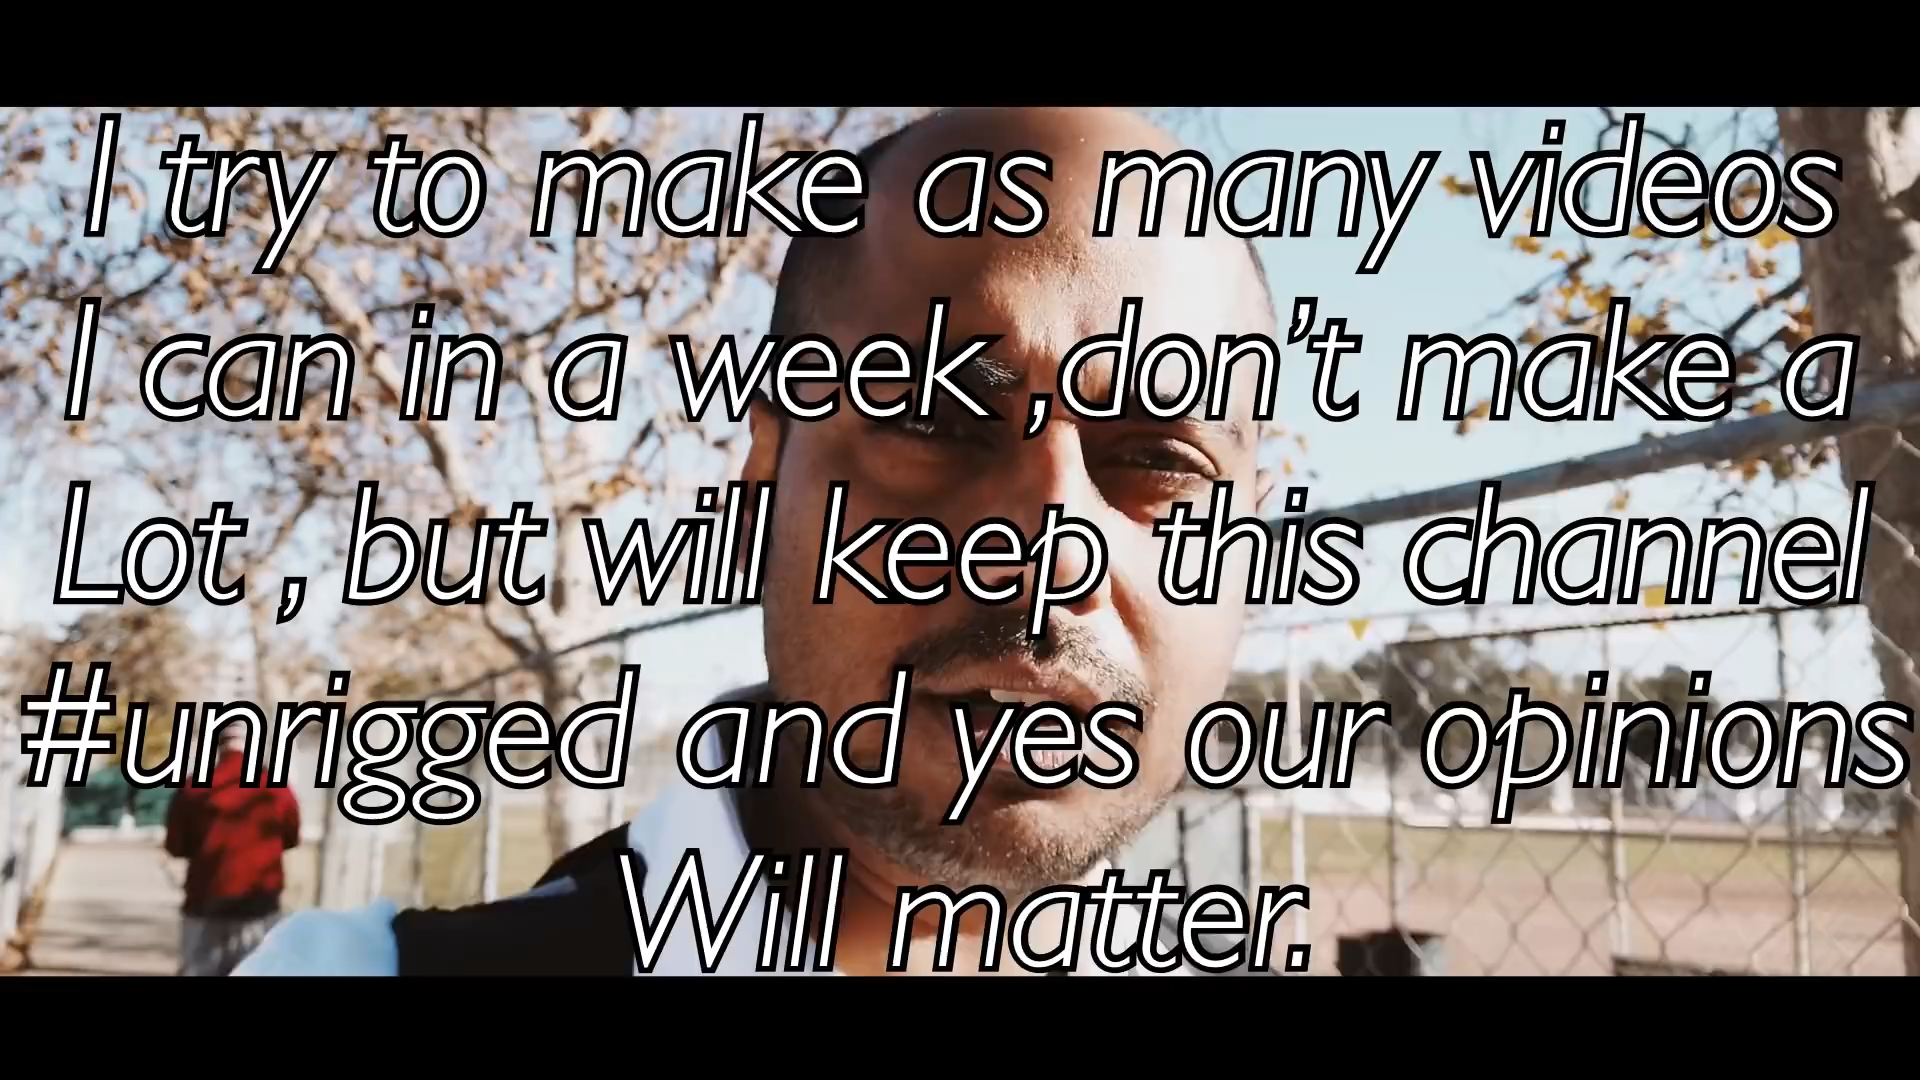 I try to make as many videos
I can in a week ,don’t make a
Lot , but will keep this channel
#unrigged and yes our opinions
Will matter.